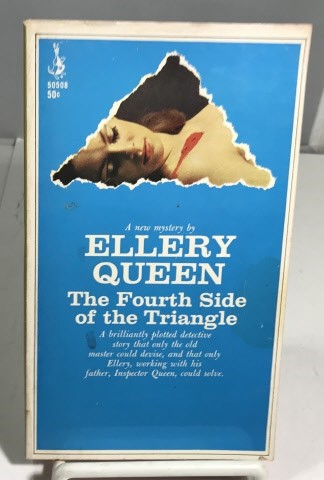 50508
50¢
A new mystery by
ELLERY
QUEEN
The Fourth Side
of the Triangle
A brilliantly plotted detective
story that only the old
master could devise, and that only
Ellery, working with his
father, Inspector Queen, could solve.